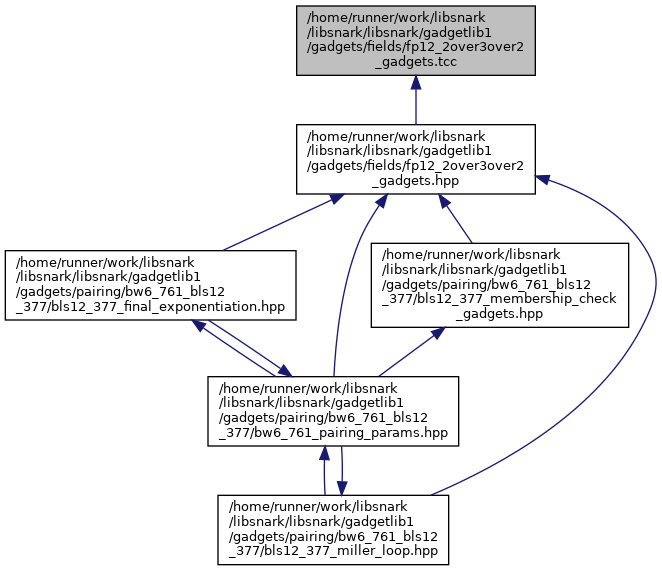 /home/runner/work/libsnark
/libsnark/libsnark/gadgetlib1
/gadgets/fields/fp12_2over3over2
_gadgets.tcc
/home/runner/work/libsnark
/libsnark/libsnark/gadgetlib1
/gadgets/fields/fp12_2over3over2
_gadgets.hpp
/home/runner/work/libsnark
/libsnark/libsnark/gadgetlib1
/gadgets/pairing/bw6_761_bls12
_377/bls12_377_final_exponentiation.hpp
/home/runner/work/libsnark
/libsnark/libsnark/gadgetlib1
/gadgets/pairing/bw6_761_bls12
_377/bls12_377_membership_check
_gadgets.hpp
/home/runner/work/libsnark
/libsnark/libsnark/gadgetlib1
/gadgets/pairing/bw6_761_bls12
_377/bw6_761_pairing_params.hpp
/home/runner/work/libsnark
/libsnark/libsnark/gadgetlib1
/gadgets/pairing/bw6_761_bls12
_377/bls12_377_miller_loop.hpp